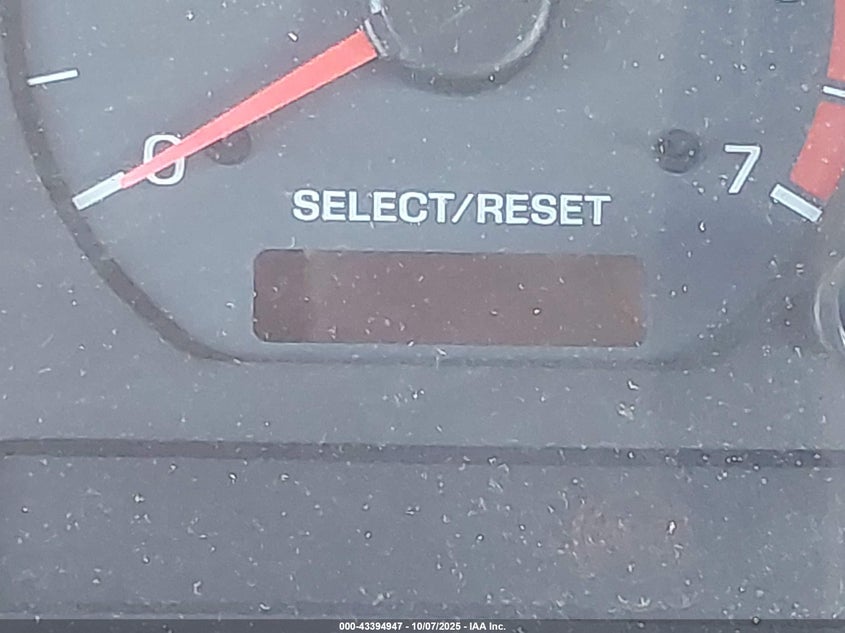 0
7
SELECT/RESET
000-43394947 - 10/07/2025 - IAA Inc.